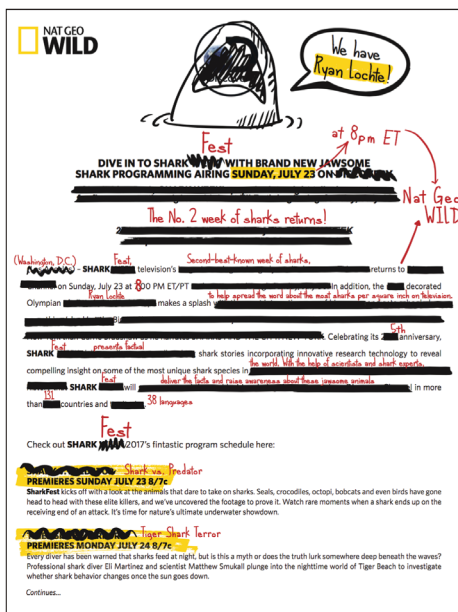 NAT GEO
WILD
We have
Ryan Lochte!
Fest
at 8pm ET
DIVE IN TO SHARK WITH BRAND NEW JAWSOME
SHARK PROGRAMMING AIRING SUNDAY, JULY 23 ON
Nat Geo
WILD
The No. 2 week of sharks returns!
(Washington, D.C.) Fest, Second-best-known week of sharks,
- SHARK television's returns to
on Sunday, July 23 at 8:00 PM ET/PT In addition, the decorated
Ryan Lochte to help spread the word about the most sharks per square inch on television.
Olympian makes a splash
5th
Celebrating its anniversary,
Fest presents factual
SHARK shark stories incorporating innovative research technology to reveal
the world. With the help of scientists and shark experts,
compelling insight on some of the most unique shark species in
Fest deliver the facts and raise awareness about these jawsome animals
SHARK will in more
131 38 languages
than countries and
Fest
Check out SHARK 2017's fintastic program schedule here:
Shark vs. Predator
PREMIERES SUNDAY JULY 23 8/7c
SharkFest kicks off with a look at the animals that dare to take on sharks. Seals, crocodiles, octopi, bobcats and even birds have gone
head to head with these elite killers, and we've uncovered the footage to prove it. Watch rare moments when a shark ends up on the
receiving end of an attack. It's time for nature's ultimate underwater showdown.
Tiger Shark Terror
PREMIERES MONDAY JULY 24 8/7c
Every diver has been warned that sharks feed at night, but is this a myth or does the truth lurk somewhere deep beneath the waves?
Professional shark diver Eli Martinez and scientist Matthew Smukall plunge into the nighttime world of Tiger Beach to investigate
whether shark behavior changes once the sun goes down.
Continues...